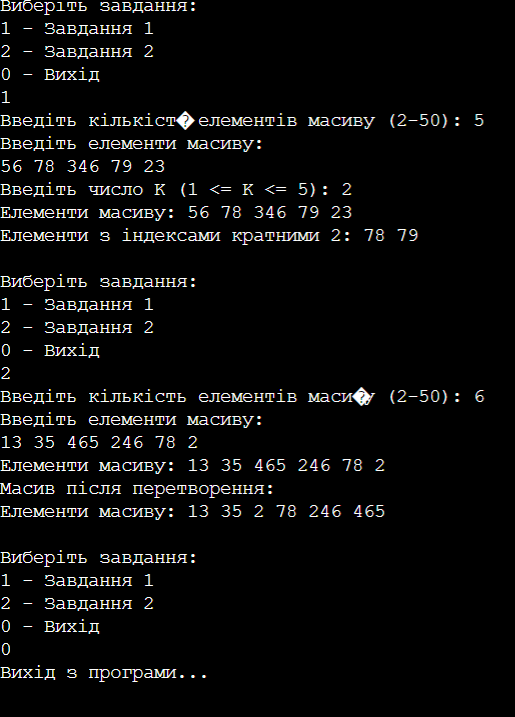 Виберіть завдання:
1 - Завдання 1
2 - Завдання 2
0 - Вихід
1
Введіть кількіст� елементів масиву (2-50): 5
Введіть елементи масиву:
56 78 346 79 23
Введіть число K (1 <= K <= 5): 2
Елементи масиву: 56 78 346 79 23
Елементи з індексами кратними 2: 78 79
Виберіть завдання:
1 - Завдання 1
2 - Завдання 2
0 - Вихід
2
Введіть кількість елементів маси�у (2-50): 6
Введіть елементи масиву:
13 35 465 246 78 2
Елементи масиву: 13 35 465 246 78 2
Масив після перетворення:
Елементи масиву: 13 35 2 78 246 465
Виберіть завдання:
1 - Завдання 1
2 - Завдання 2
0 - Вихід
0
Вихід з програми...